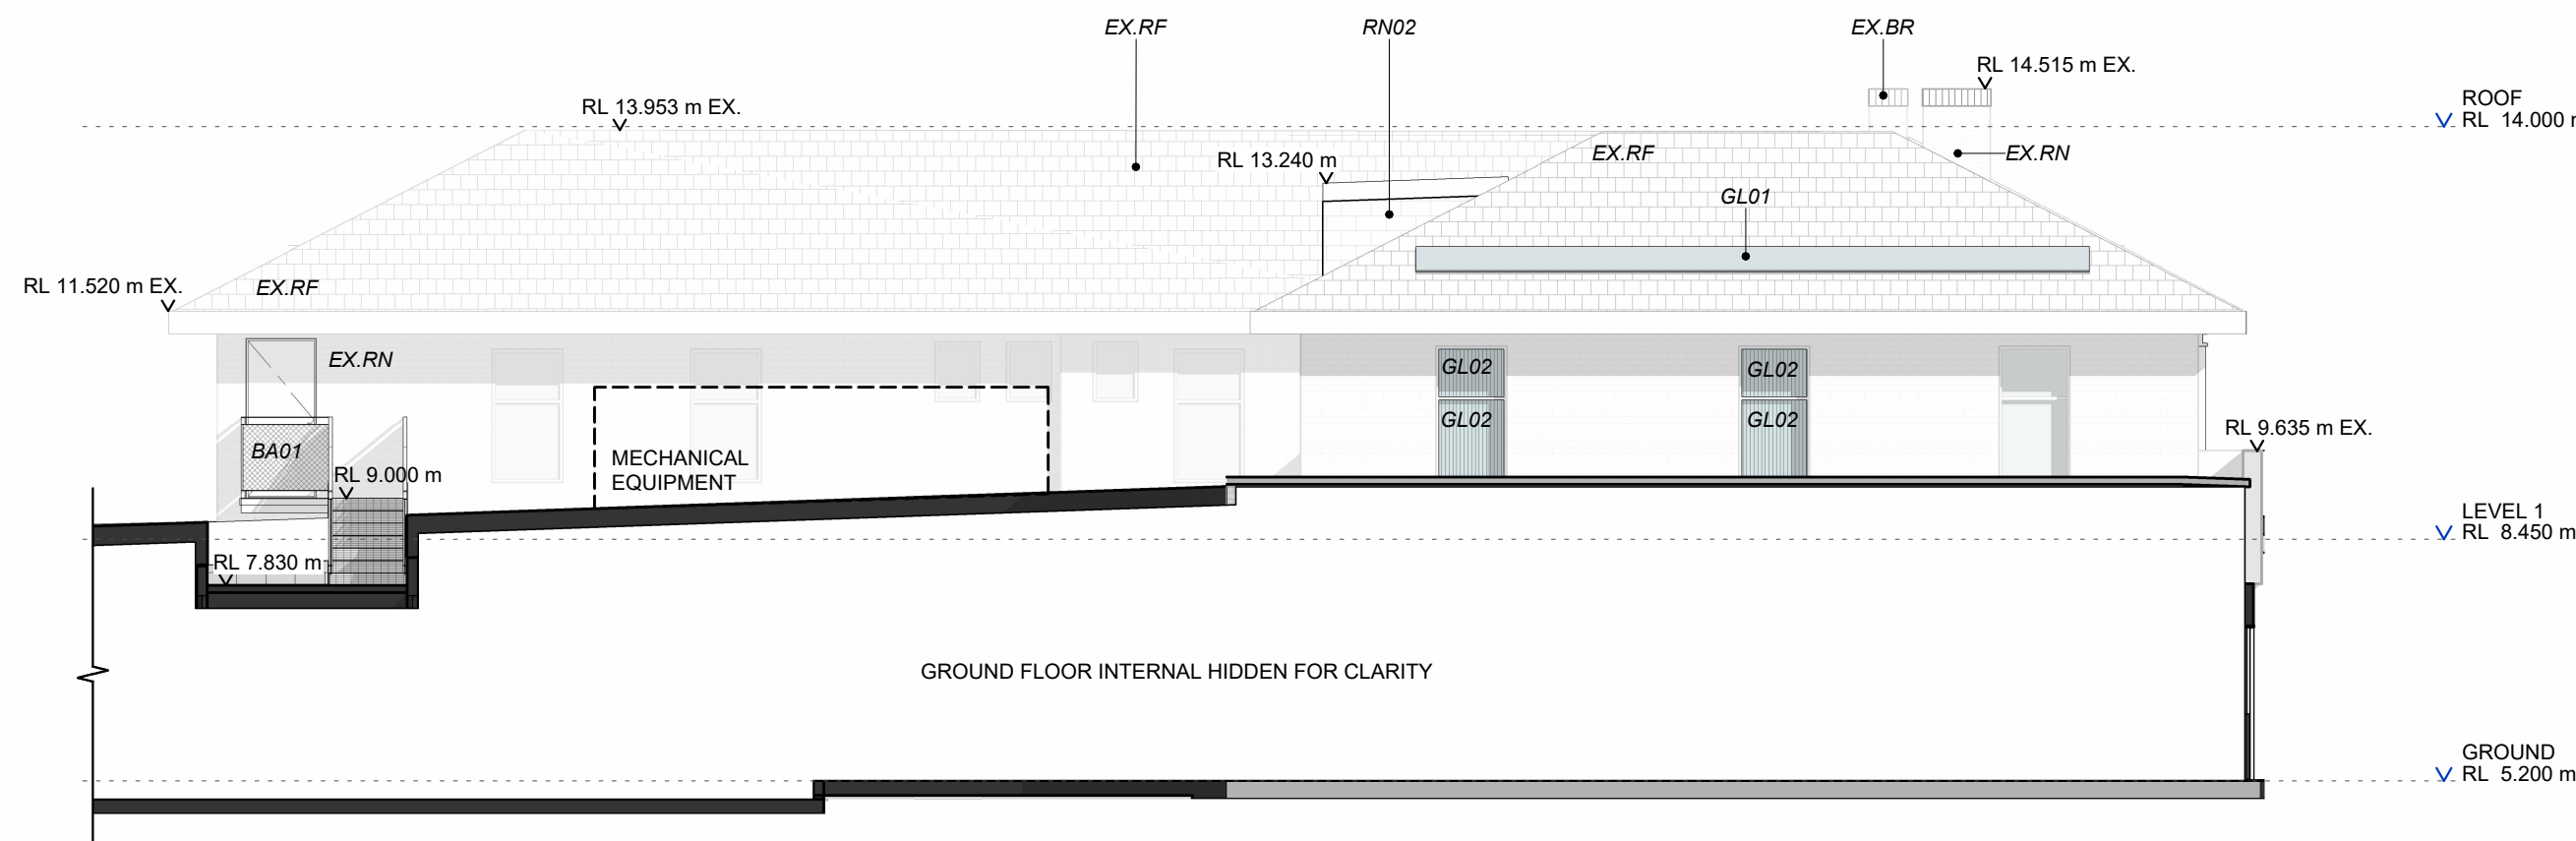 EX.RF
RN02
EX.BR
RL 14.515 m EX.
RL 13.953 m EX.
ROOF
RL 14.000 m
RL 13.240 m
EX.RF
EX.RN
GL01
RL 11.520 m EX.
EX.RF
EX.RN
GL02
GL02
GL02
GL02
BA01
RL 9.635 m EX.
MECHANICAL
EQUIPMENT
RL 9.000 m
LEVEL 1
RL 8.450 m
RL 7.830 m
GROUND FLOOR INTERNAL HIDDEN FOR CLARITY
GROUND
RL 5.200 m